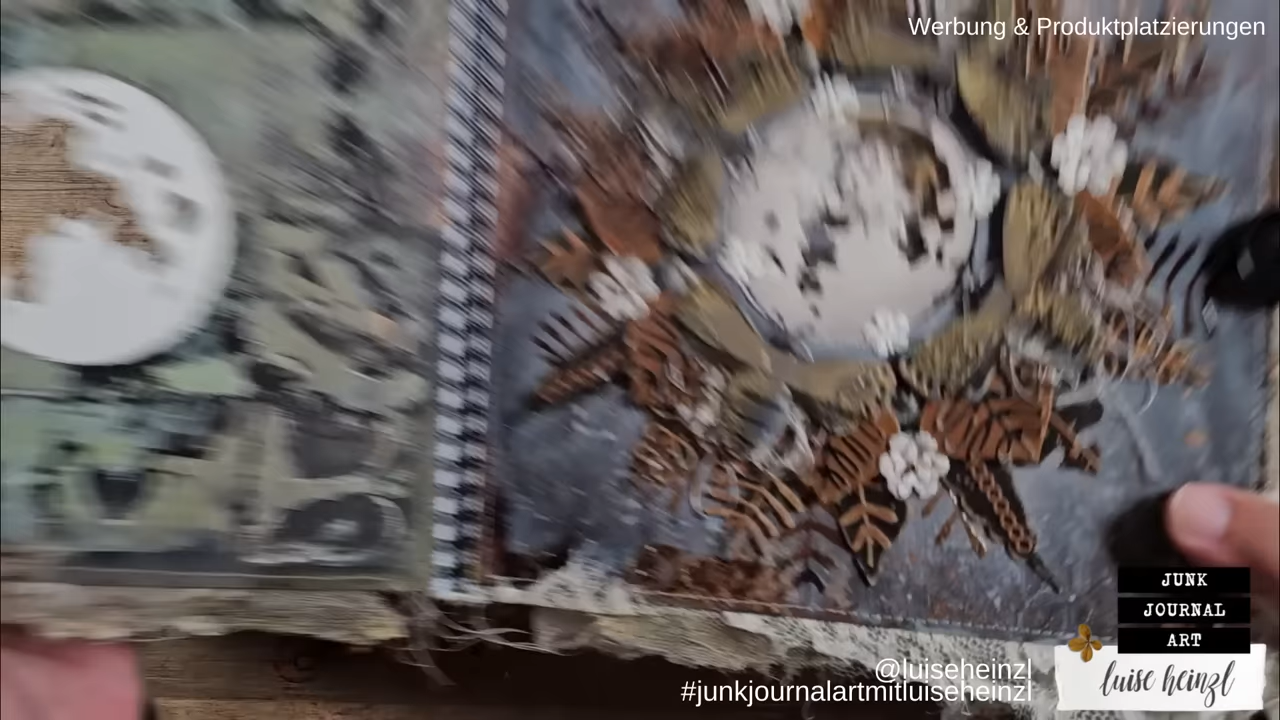 Werbung & Produktplatzierungen
JUNK
JOURNAL
ART
@luiseheinzl
#junkjournalartmitluiseheinzl
luise heinzl